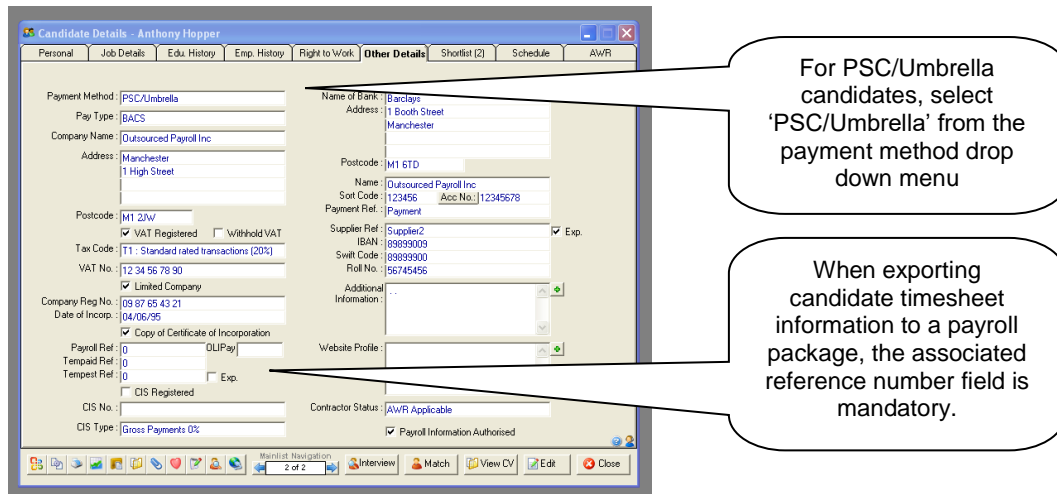 Candidate Details - Anthony Hopper
Personal Job Details Edu. History Emp. History Right to Work Other Details Shortlist (2) Schedule AWR
Payment Method : PSC/Umbrella
Pay Type : BACS
Company Name : Outsourced Payroll Inc
Address : Manchester
1 High Street
Postcode : M1 2JW
VAT Registered Withhold VAT
Tax Code : T1 : Standard rated transactions (20%)
VAT No. : 12 34 56 78 90
Limited Company
Company Reg No. : 09 87 65 43 21
Date of Incorp. : 04/06/95
Copy of Certificate of Incorporation
Payroll Ref : 0 OLIPay
Tempaid Ref : 0
Tempest Ref : 0 Exp.
CIS Registered
CIS No. :
CIS Type : Gross Payments 0%
Name of Bank : Barclays
Address : 1 Booth Street
Manchester
Postcode : M1 6TD
Name : Outsourced Payroll Inc
Sort Code : 123456 Acc No.: 12345678
Payment Ref. : Payment
Supplier Ref : Supplier2 Exp.
IBAN : 89899009
Swift Code : 89899900
Roll No. : 56745456
Additional . .
Information :
Website Profile :
Contractor Status : AWR Applicable
Payroll Information Authorised
Mainlist Navigation
2 of 2 Interview Match View CV Edit Close
For PSC/Umbrella
candidates, select
‘PSC/Umbrella’ from the
payment method drop
down menu
When exporting
candidate timesheet
information to a payroll
package, the associated
reference number field is
mandatory.